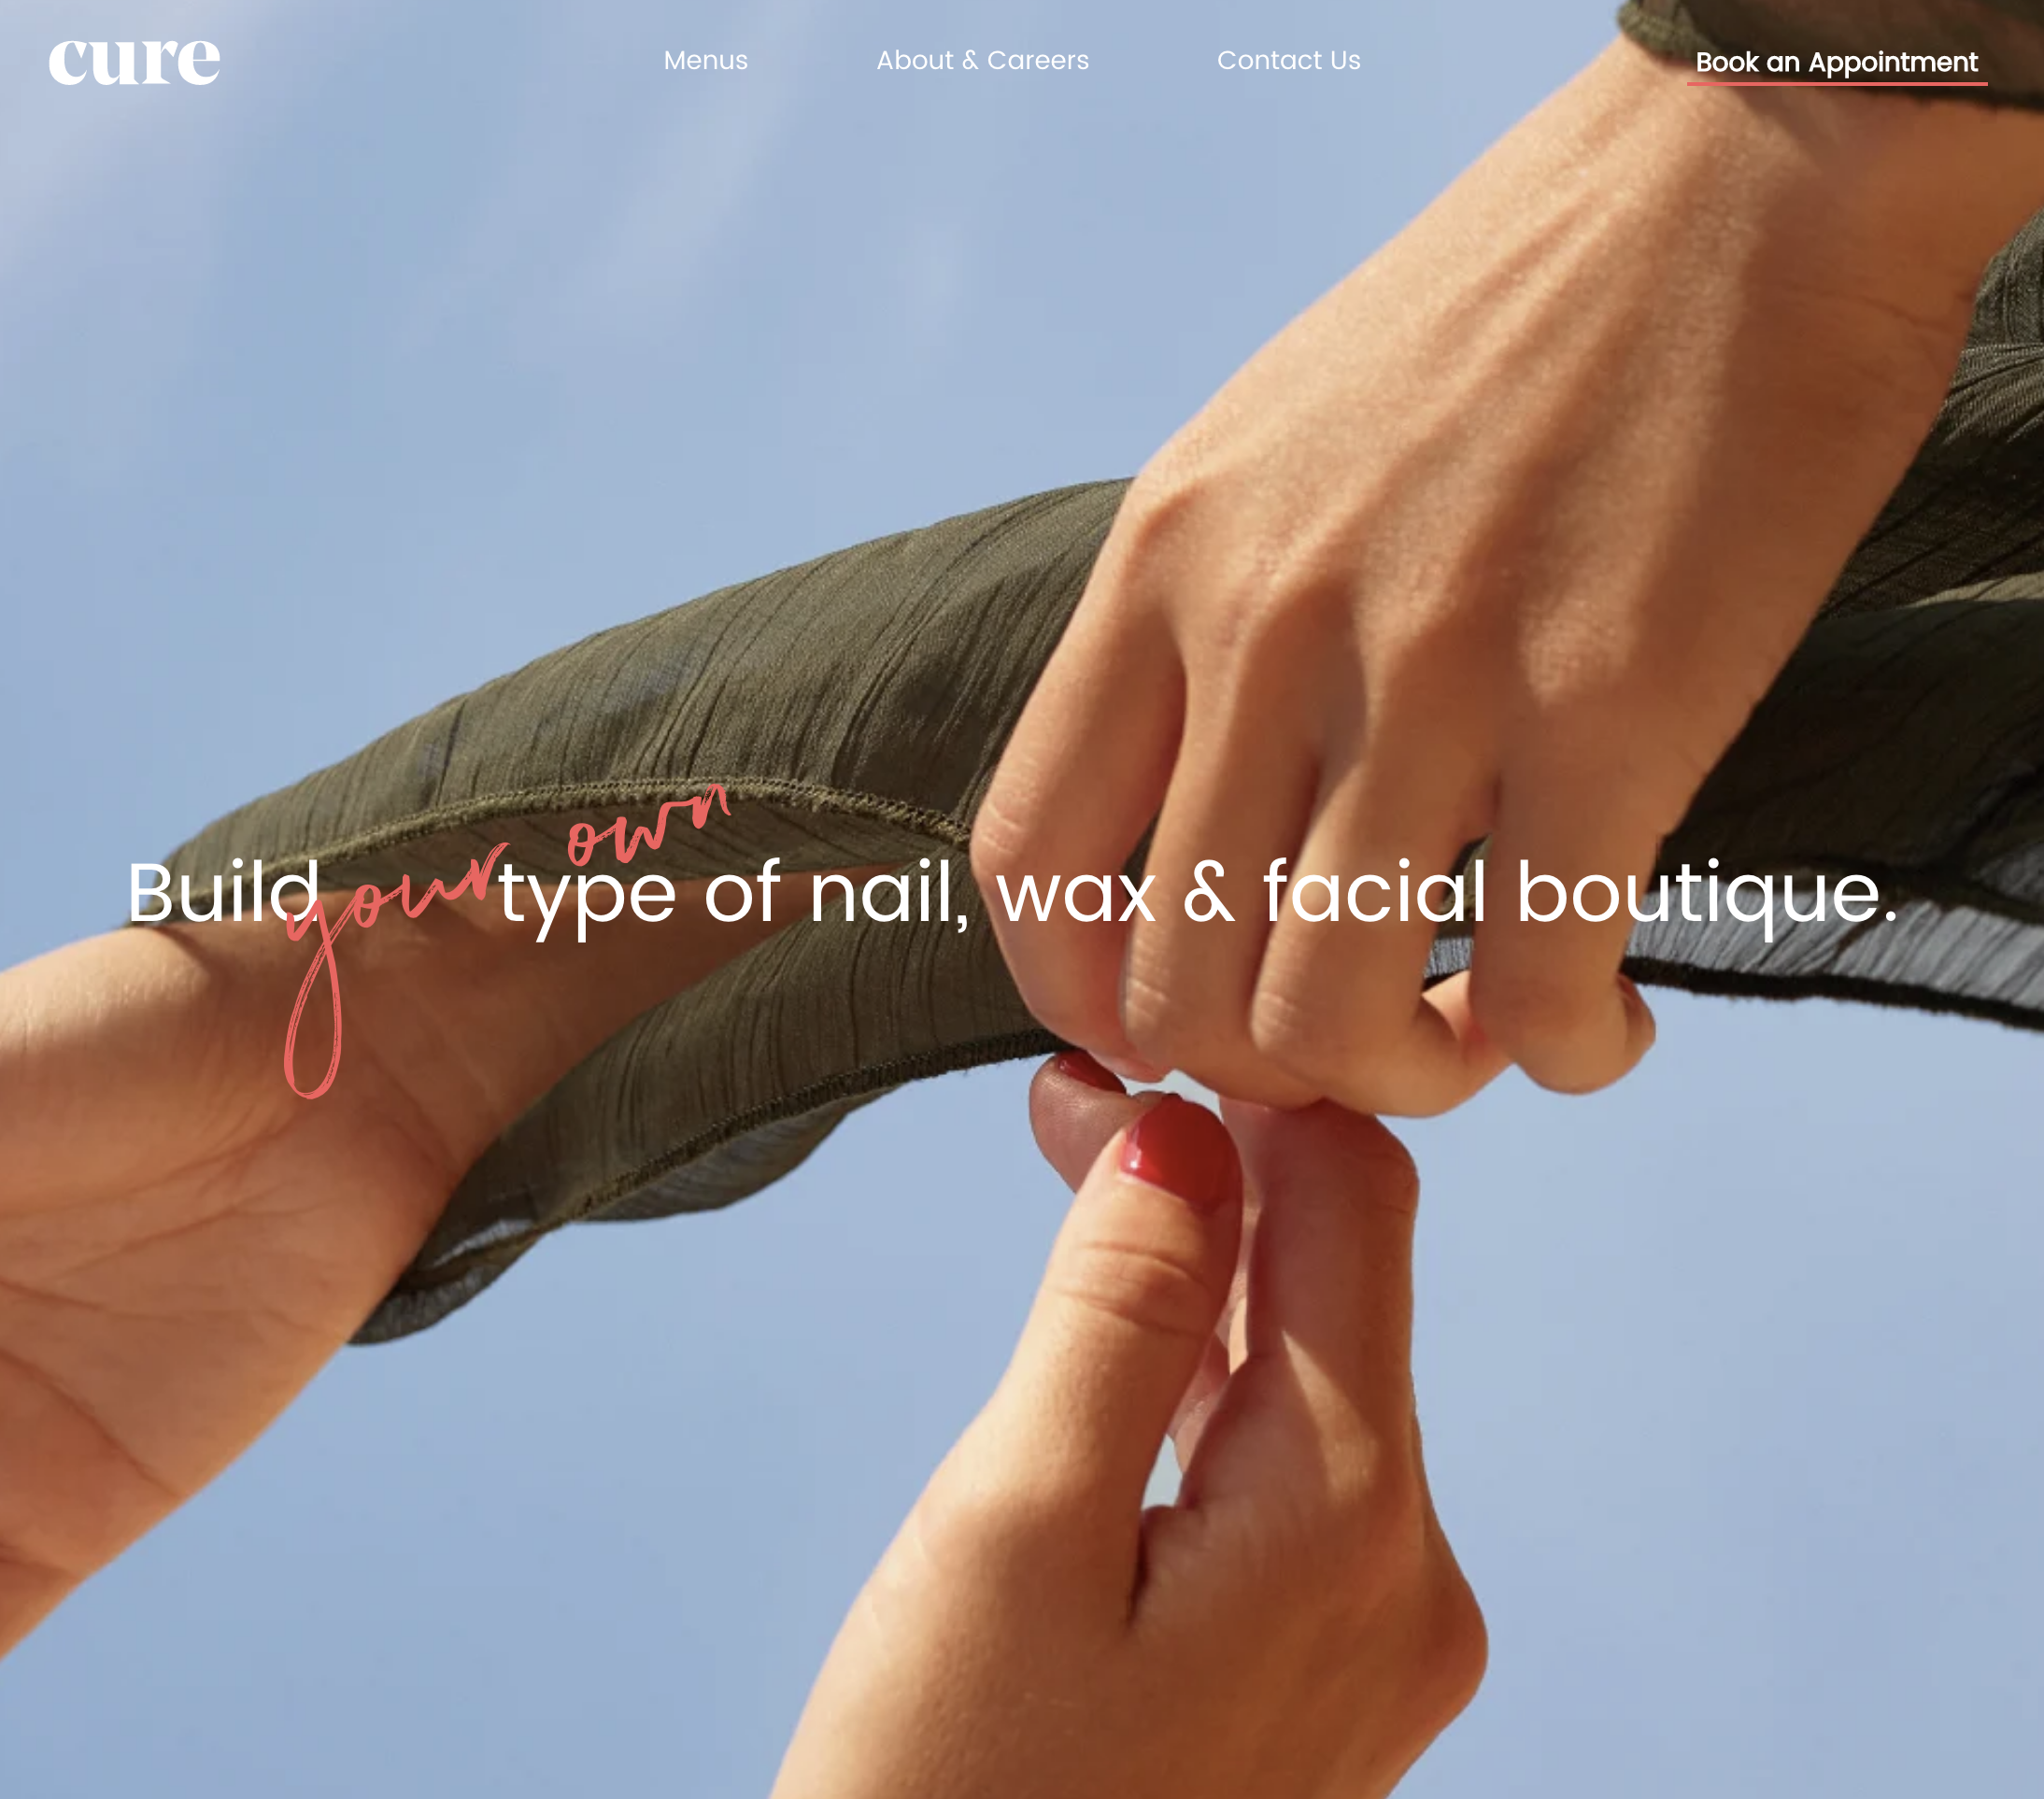 cure
Menus
About & Careers
Contact Us
Book an Appointment
Build your own type of nail, wax & facial boutique.